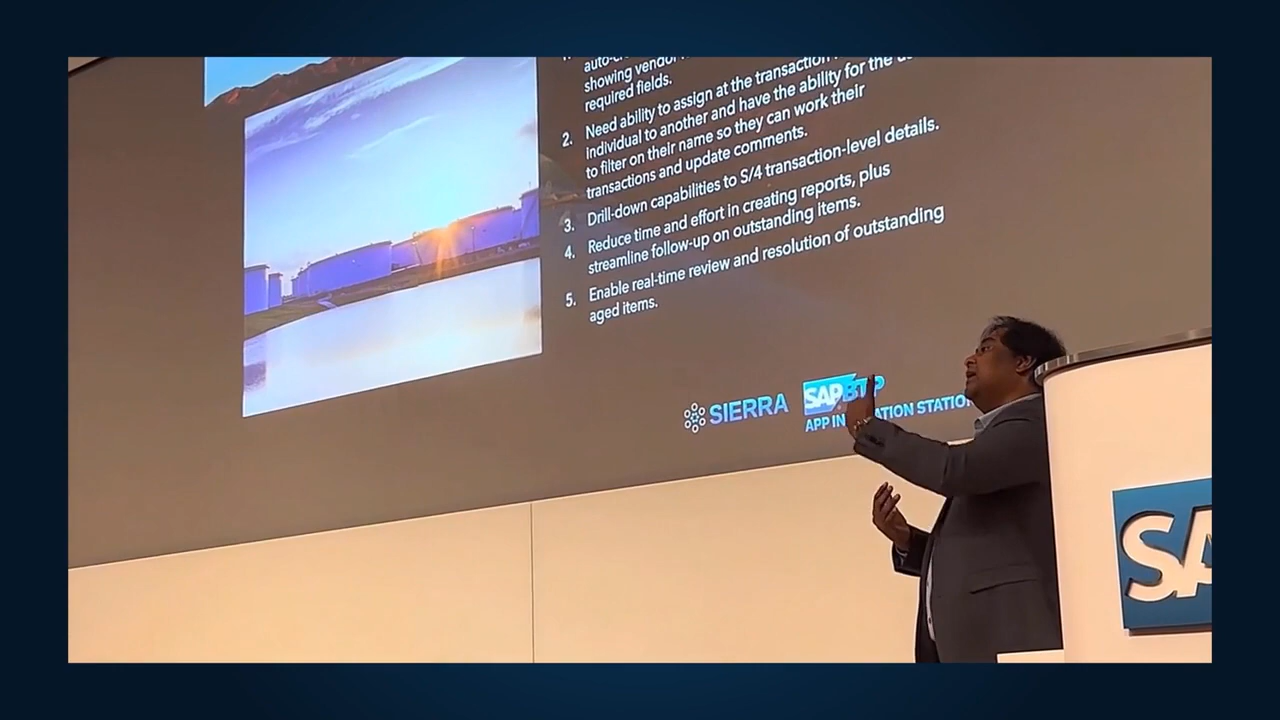 showing vendor
required fields.
2. Need ability to assign at the transaction
individual to another and have the ability for the
to filter on their name so they can work their
transactions and update comments.
3. Drill-down capabilities to S/4 transaction-level details.
4. Reduce time and effort in creating reports, plus
streamline follow-up on outstanding items.
5. Enable real-time review and resolution of outstanding
aged items.
SIERRA SAP BTP
APP STATION
SA